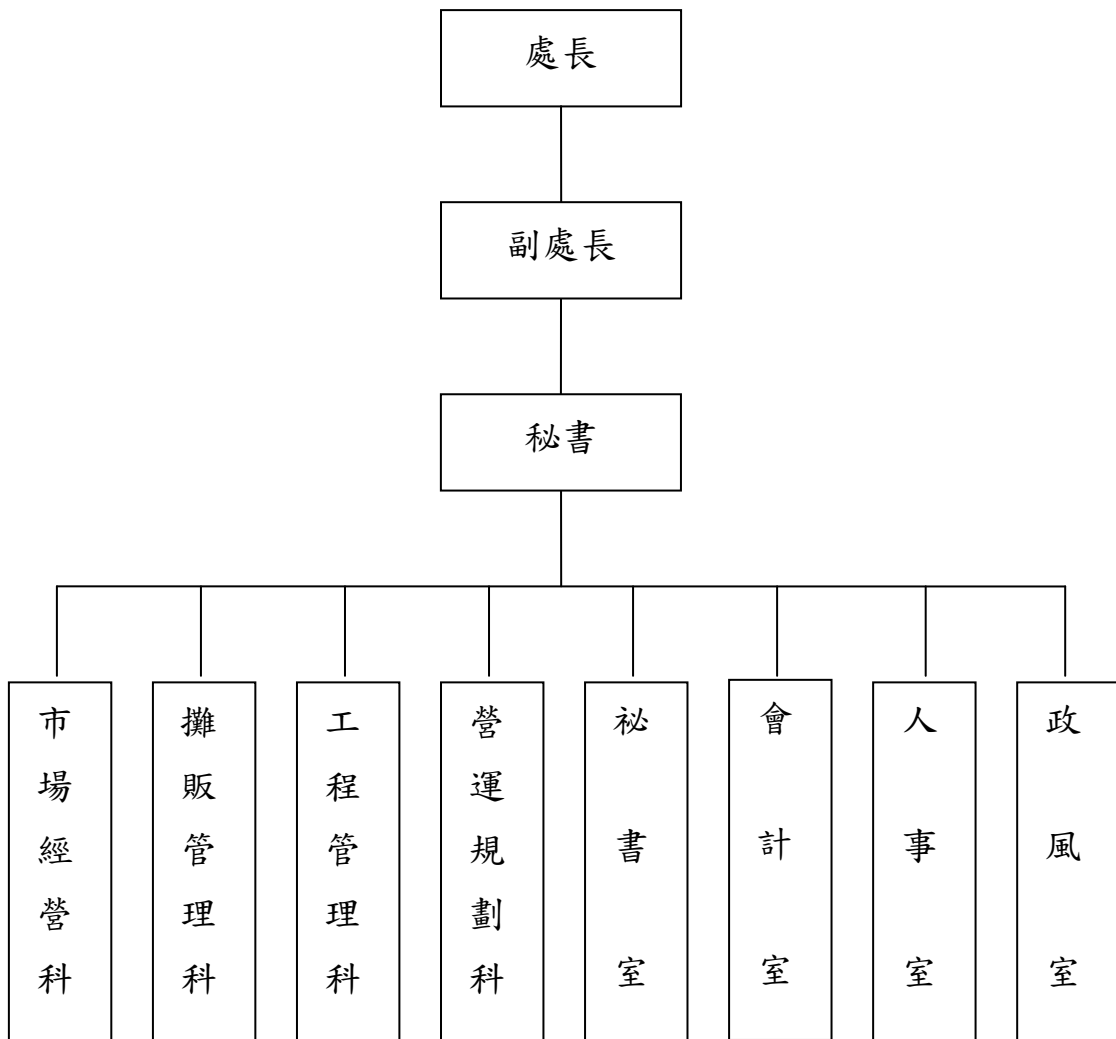 處長
副處長
秘書
市場經營科
攤販管理科
工程管理科
營運規劃科
祕書室
會計室
人事室
政風室